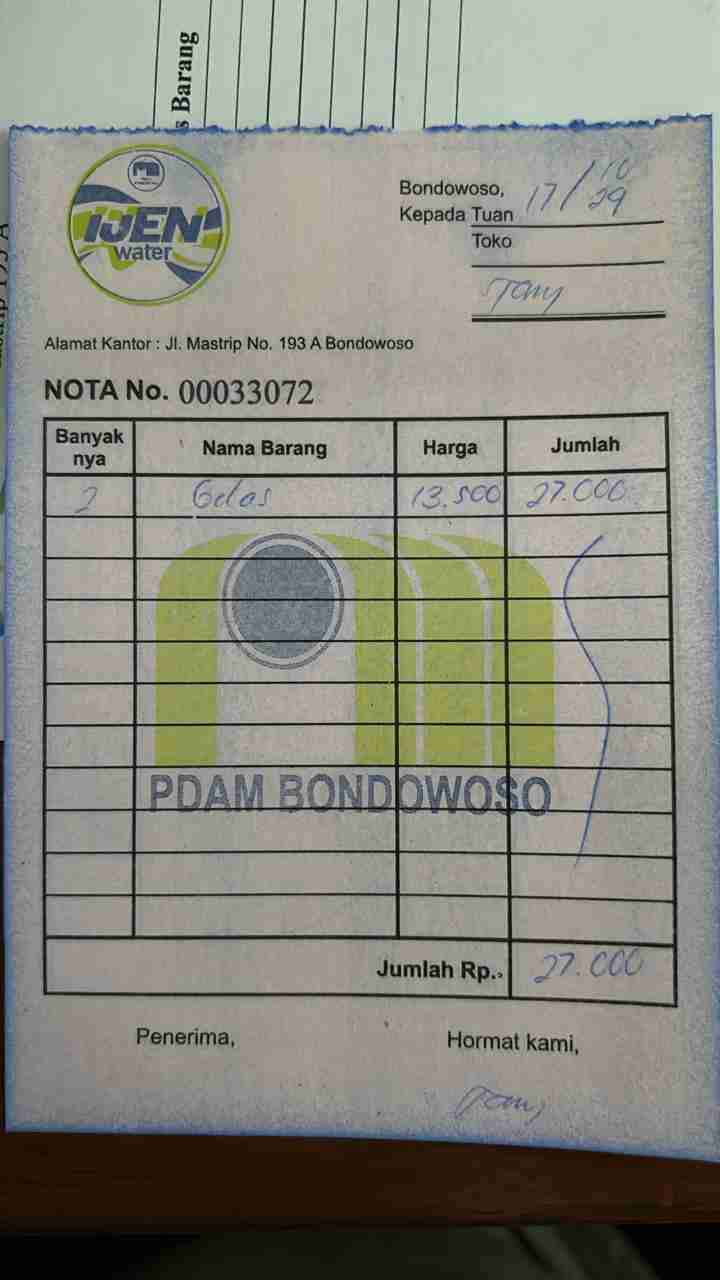 s Barang
IJEN
water
Bondowoso, 17/10
29
Kepada Tuan
Toko
Tony
Alamat Kantor : Jl. Mastrip No. 193 A Bondowoso
NOTA No. 00033072
Banyak nya Nama Barang Harga Jumlah
2 Gelas 13.500 27.000
PDAM BONDOWOSO
Jumlah Rp. 27.000
Penerima, Hormat kami,
Tony